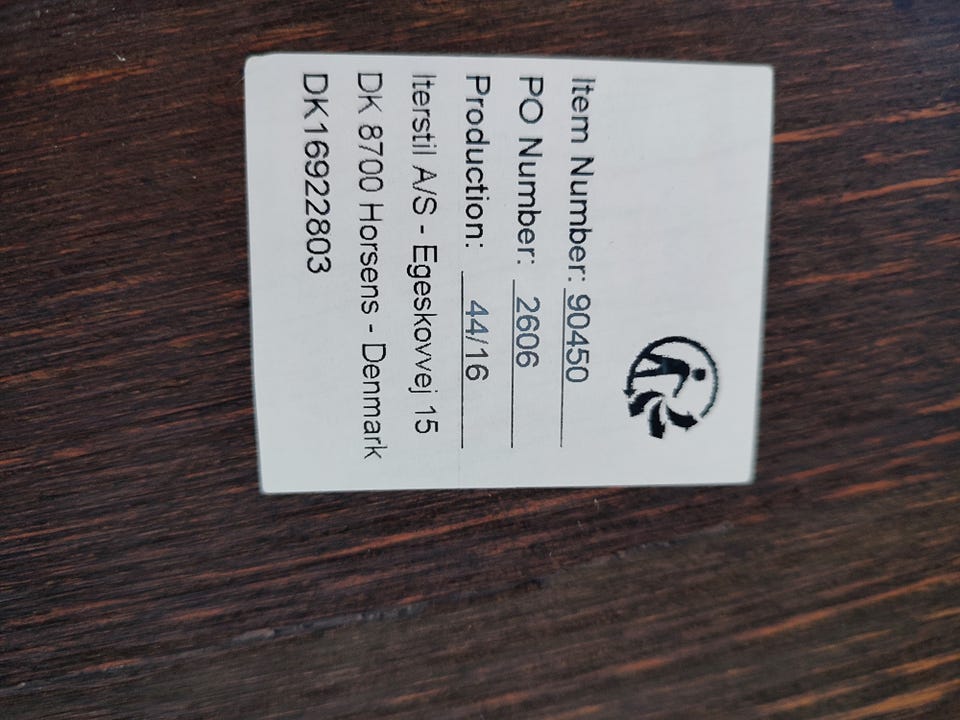 Item Number: 90450
PO Number: 2606
Production: 44/16
Iterstil A/S - Egeskovvej 15
DK 8700 Horsens - Denmark
DK16922803